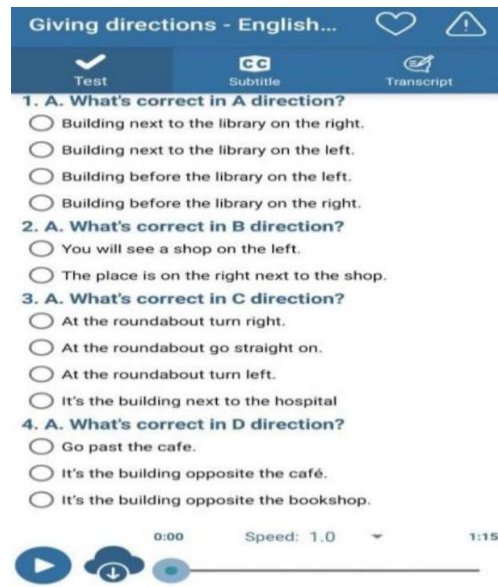 Giving directions - English...
Test
CC
Subtitle
Transcript
1. A. What's correct in A direction?
Building next to the library on the right.
Building next to the library on the left.
Building before the library on the left.
Building before the library on the right.
2. A. What's correct in B direction?
You will see a shop on the left.
The place is on the right next to the shop.
3. A. What's correct in C direction?
At the roundabout turn right.
At the roundabout go straight on.
At the roundabout turn left.
It's the building next to the hospital
4. A. What's correct in D direction?
Go past the cafe.
It's the building opposite the café.
It's the building opposite the bookshop.
0:00 Speed: 1.0 1:15